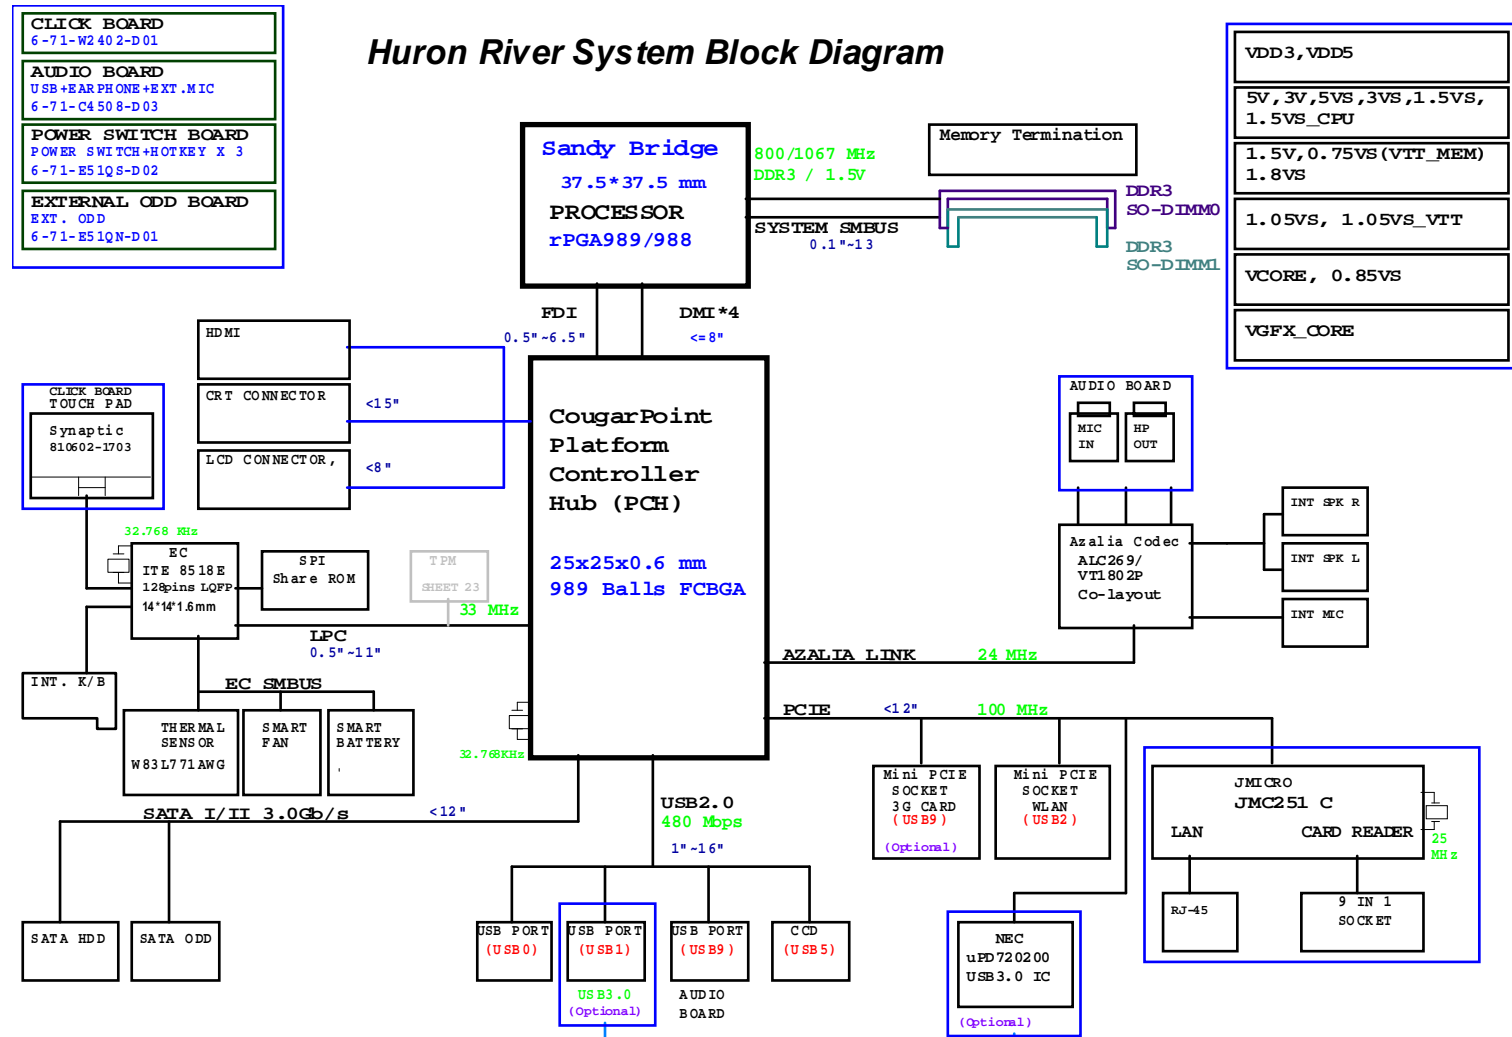 Huron River System Block Diagram
CLICK BOARD
6-71-W2402-D01
AUDIO BOARD
USB+EARPHONE+EXT.MIC
6-71-C4508-D03
POWER SWITCH BOARD
POWER SWITCH+HOTKEY X 3
6-71-E51QS-D02
EXTERNAL ODD BOARD
EXT. ODD
6-71-E51QN-D01
Sandy Bridge
37.5*37.5 mm
PROCESSOR
rPGA989/988
800/1067 MHz
DDR3 / 1.5V
SYSTEM SMBUS
0.1"~13
Memory Termination
DDR3
SO-DIMM0
DDR3
SO-DIMM1
VDD3,VDD5
5V,3V,5VS,3VS,1.5VS,
1.5VS_CPU
1.5V,0.75VS(VTT_MEM)
1.8VS
1.05VS, 1.05VS_VTT
VCORE, 0.85VS
VGFX_CORE
FDI
0.5"~6.5"
DMI*4
<=8"
HDMI
CRT CONNECTOR
<15"
LCD CONNECTOR,
<8"
CLICK BOARD
TOUCH PAD
Synaptic
810602-1703
CougarPoint
Platform
Controller
Hub (PCH)
25x25x0.6 mm
989 Balls FCBGA
AUDIO BOARD
MIC
IN
HP
OUT
Azalia Codec
ALC269/
VT1802P
Co-layout
INT SPK R
INT SPK L
INT MIC
32.768 KHz
EC
ITE 8518E
128pins LQFP
14*14*1.6mm
SPI
Share ROM
TPM
SHEET 23
33 MHz
LPC
0.5"~11"
INT. K/B
EC SMBUS
THERMAL
SENSOR
W83L771AWG
SMART
FAN
SMART
BATTERY
32.768KHz
AZALIA LINK
24 MHz
PCIE
<12"
100 MHz
Mini PCIE
SOCKET
3G CARD
(USB9)
(Optional)
Mini PCIE
SOCKET
WLAN
(USB2)
JMICRO
JMC251 C
LAN
CARD READER
25
MHz
RJ-45
9 IN 1
SOCKET
SATA I/II 3.0Gb/s
<12"
USB2.0
480 Mbps
1"~16"
SATA HDD
SATA ODD
USB PORT
(USB0)
USB PORT
(USB1)
USB3.0
(Optional)
USB PORT
(USB9)
AUDIO
BOARD
CCD
(USB5)
NEC
uPD720200
USB3.0 IC
(Optional)